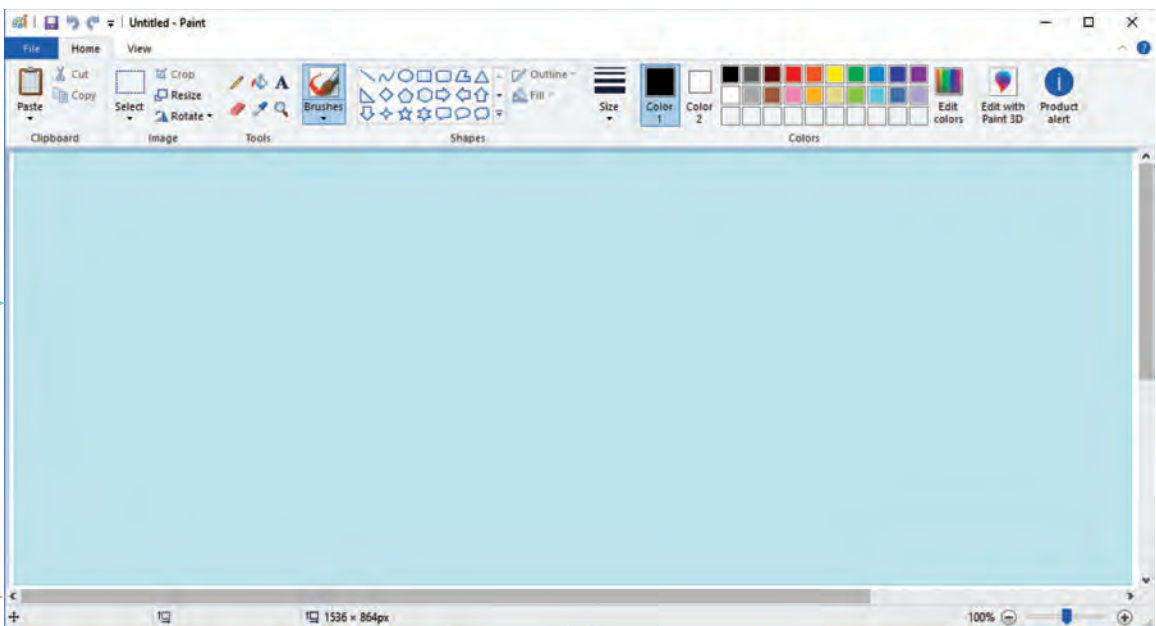 Untitled - Paint
File Home View
Paste
Cut
Copy
Clipboard
Select
Crop
Resize
Rotate
Image
A
Tools
Brushes
Outline
Fill
Shapes
Size
Color 1
Color 2
Edit colors
Colors
Edit with Paint 3D
Product alert
1536 × 864px
100%